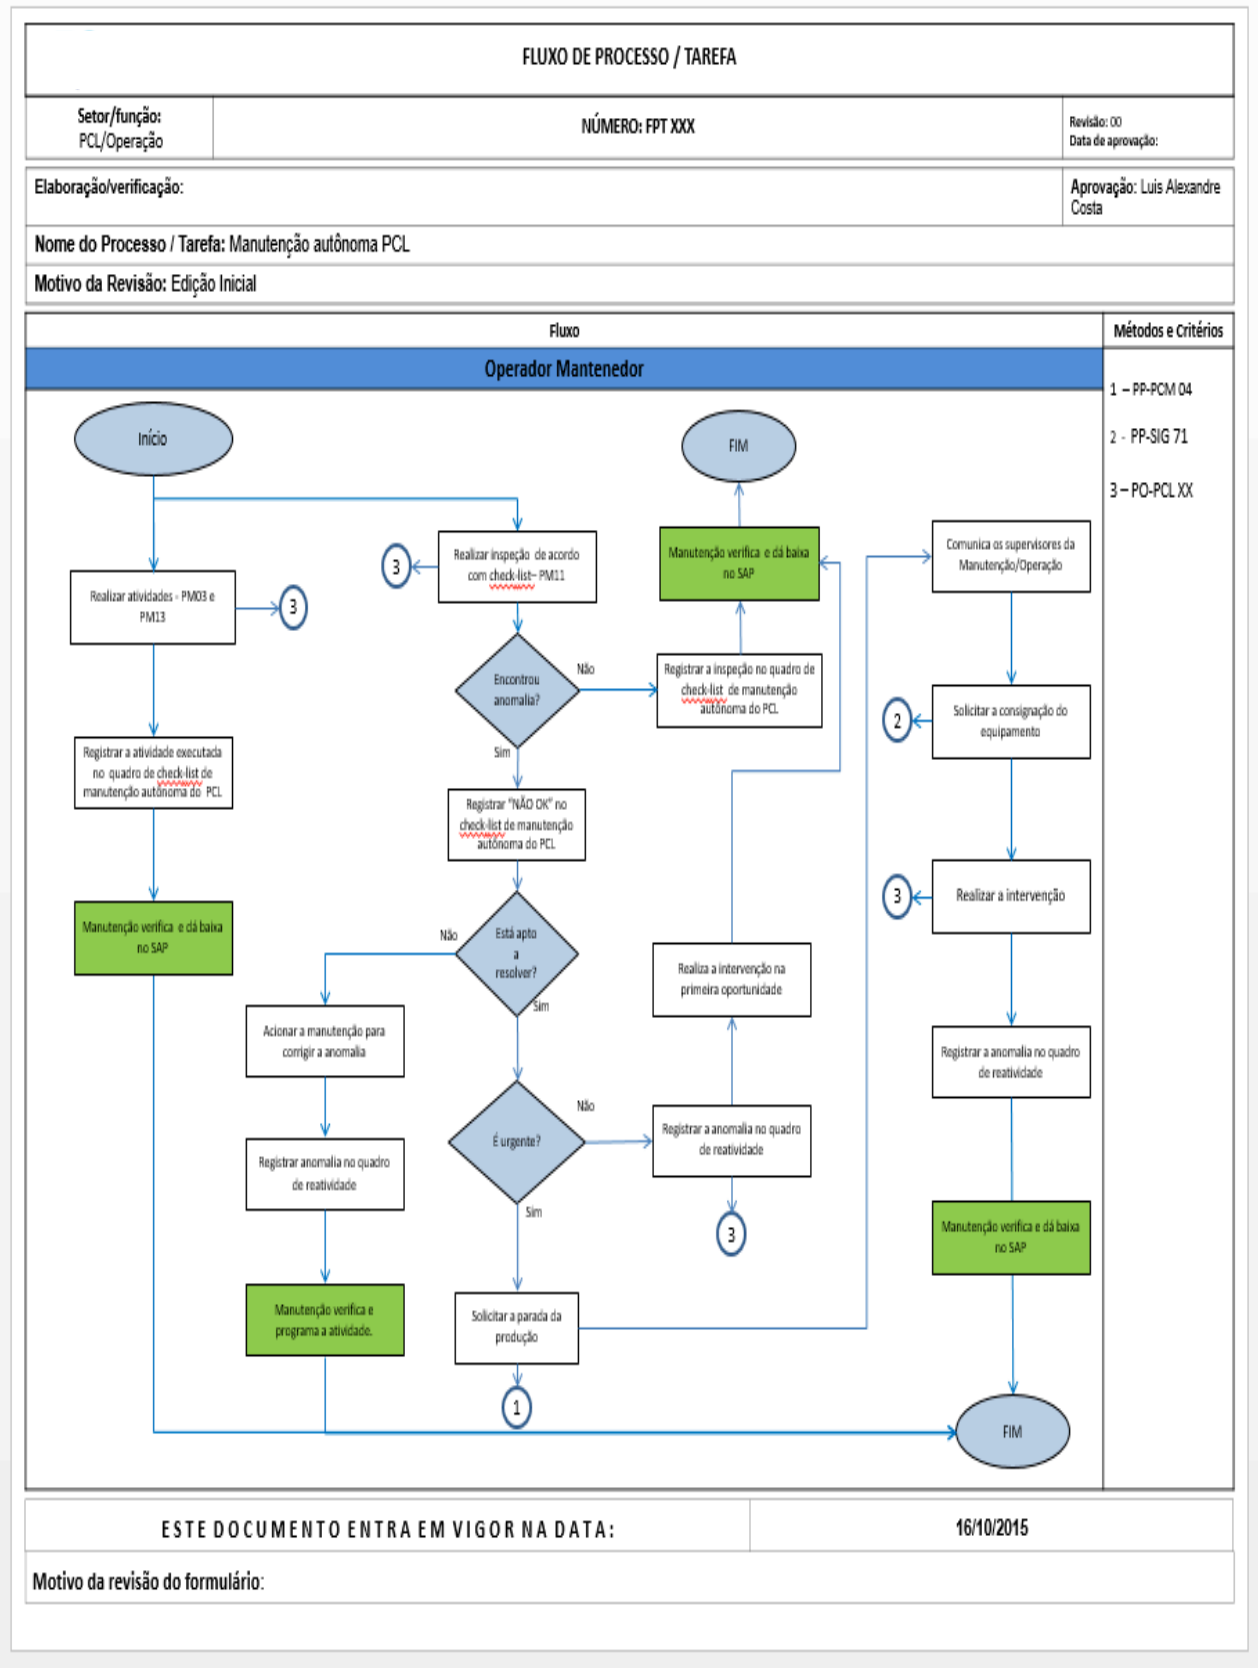 FLUXO DE PROCESSO / TAREFA
Setor/função:
PCL/Operação
NÚMERO: FPT XXX
Revisão: 00
Data de aprovação:
Elaboração/verificação:
Aprovação: Luis Alexandre
Costa
Nome do Processo / Tarefa: Manutenção autônoma PCL
Motivo da Revisão: Edição Inicial
Fluxo
Métodos e Critérios
Operador Mantenedor
1 – PP-PCM 04
2 - PP-SIG 71
3 – PO-PCL XX
Início
Realizar atividades - PM03 e
PM13
3
Registrar a atividade executada
no quadro de check-list de
manutenção autônoma do PCL
Manutenção verifica e dá baixa
no SAP
Realizar inspeção de acordo
com check-list– PM11
3
Encontrou
anomalia?
Não
Sim
Registrar a inspeção no quadro de
check-list de manutenção
autônoma do PCL
Manutenção verifica e dá baixa
no SAP
FIM
Registrar "NÃO OK" no
check-list de manutenção
autônoma do PCL
Está apto
a
resolver?
Não
Sim
Acionar a manutenção para
corrigir a anomalia
Registrar anomalia no quadro
de reatividade
Manutenção verifica e
programa a atividade.
É urgente?
Não
Sim
Registrar a anomalia no quadro
de reatividade
3
Realiza a intervenção na
primeira oportunidade
Solicitar a parada da
produção
1
Comunica os supervisores da
Manutenção/Operação
Solicitar a consignação do
equipamento
2
Realizar a intervenção
3
Registrar a anomalia no quadro
de reatividade
Manutenção verifica e dá baixa
no SAP
FIM
ESTE DOCUMENTO ENTRA EM VIGOR NA DATA:
16/10/2015
Motivo da revisão do formulário: